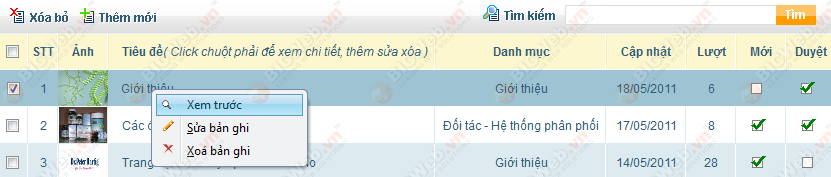 Xóa bỏ Thêm mới Tìm kiếm Tìm
STT Ảnh Tiêu đề( Click chuột phải để xem chi tiết, thêm sửa xóa ) Danh mục Cập nhật Lượt Mới Duyệt
1 Giới thiệu Giới thiệu 18/05/2011 6
Xem trước
2 Các Đối tác - Hệ thống phân phối 17/05/2011 8
Sửa bản ghi
Xoá bản ghi
3 Trang Giới thiệu 14/05/2011 28